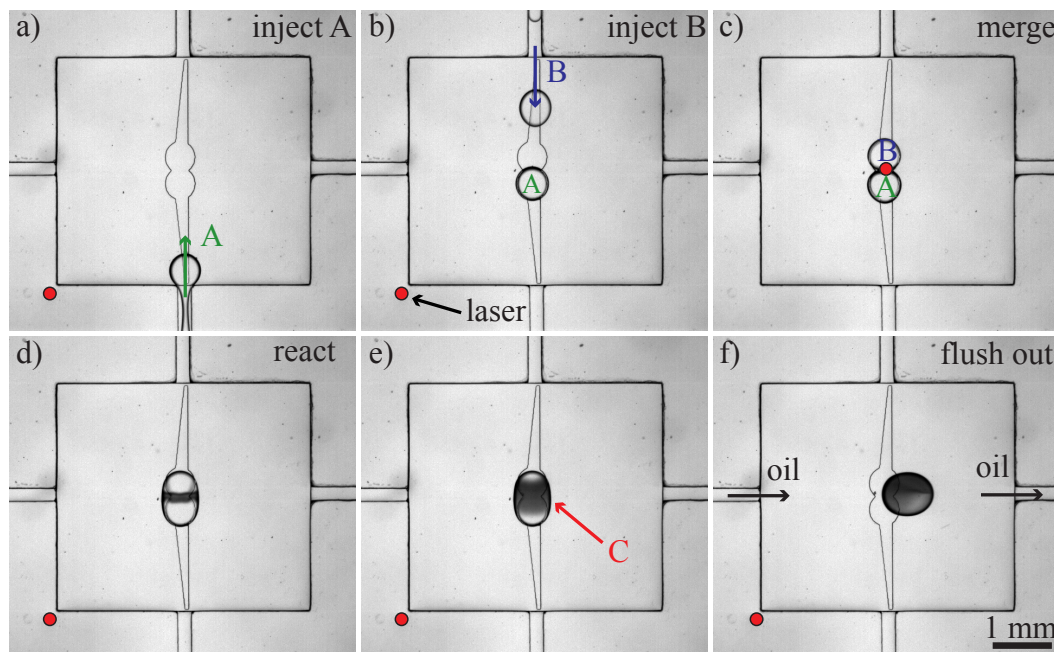 a) inject A
A
b) inject B
B
A
laser
c) merge
B
A
d) react
e)
C
f) flush out
oil oil
1 mm